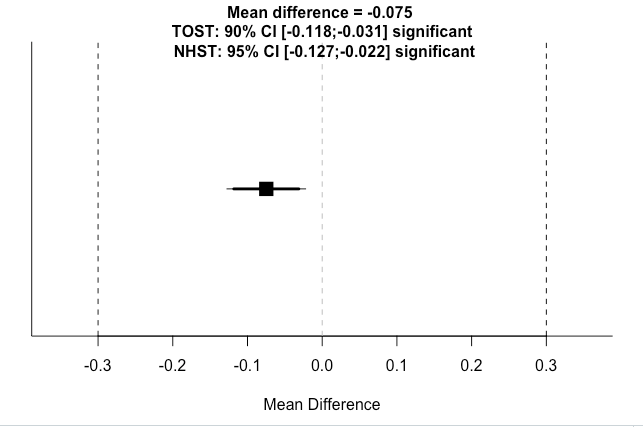 Mean difference = -0.075
TOST: 90% CI [-0.118;-0.031] significant
NHST: 95% CI [-0.127;-0.022] significant
-0.3 -0.2 -0.1 0.0 0.1 0.2 0.3
Mean Difference